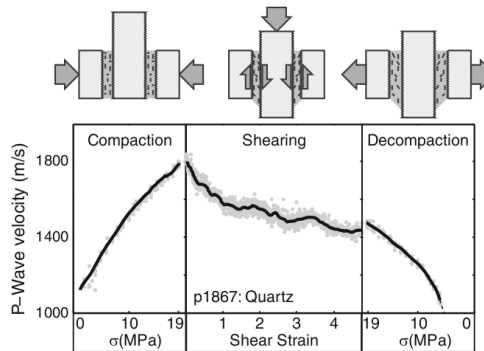 Compaction
Shearing
Decompaction
P-Wave velocity (m/s)
1800
1400
1000
p1867: Quartz
0 10 19
1 2 3 4
19 10 0
σ(MPa)
Shear Strain
σ(MPa)